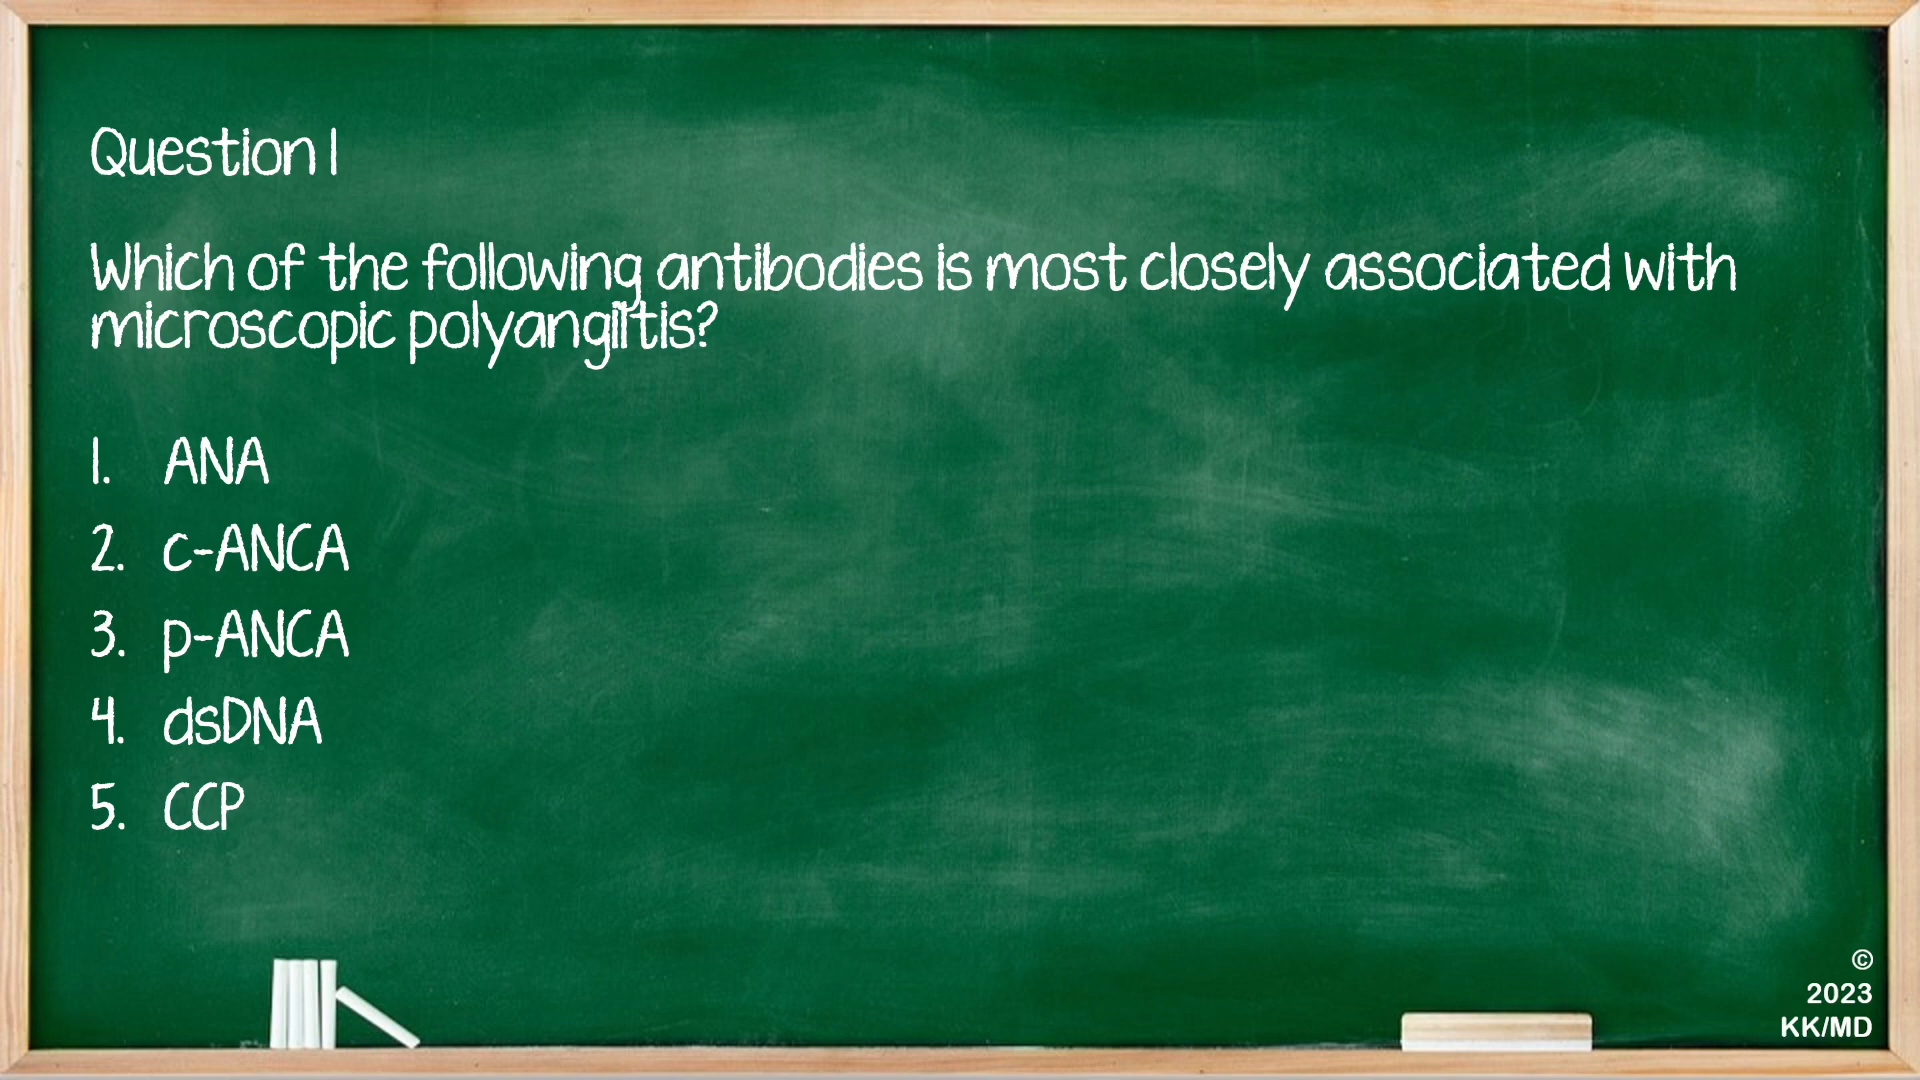 Question 1
Which of the following antibodies is most closely associated with
microscopic polyangiitis?
1. ANA
2. c-ANCA
3. p-ANCA
4. dsDNA
5. CCP
©
2023
KK/MD